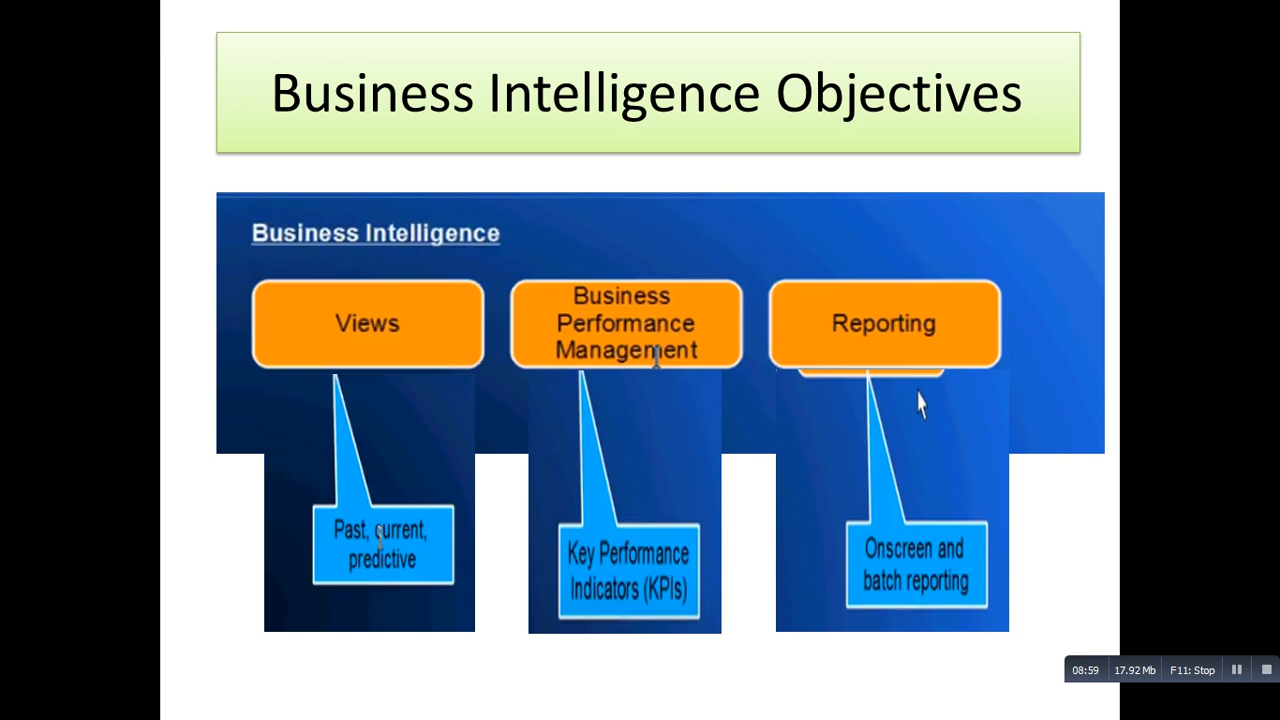 Business Intelligence Objectives
Business Intelligence
Views
Business
Performance
Management
Reporting
Past, current,
predictive
Key Performance
Indicators (KPIs)
Onscreen and
batch reporting
08:59 17.92 Mb F11: Stop